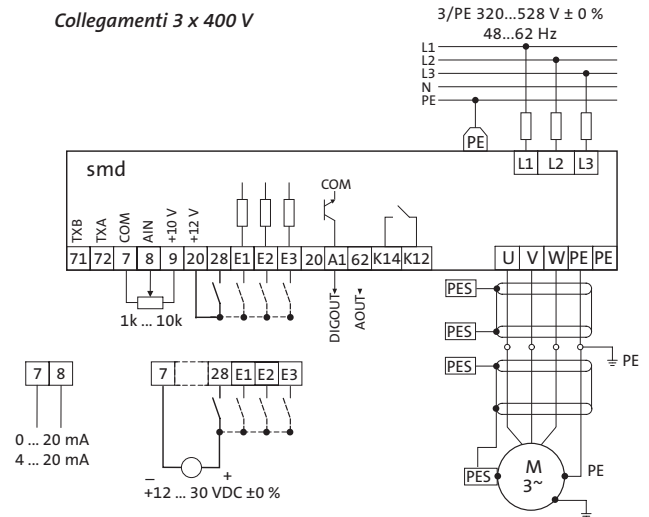 Collegamenti 3 x 400 V
3/PE 320...528 V ± 0 %
48...62 Hz
L1
L2
L3
N
PE
PE
L1 L2 L3
smd
COM
TXB TXA COM AIN +10 V +12 V
71 72 7 8 9 20 28 E1 E2 E3 20 A1 62 K14 K12
U V W PE PE
1k ... 10k
DIGOUT
AOUT
PES
PES
PES
PE
7 8
7 28 E1 E2 E3
0 ... 20 mA
4 ... 20 mA
– +
+12 ... 30 VDC ±0 %
PES
M
3~
PE